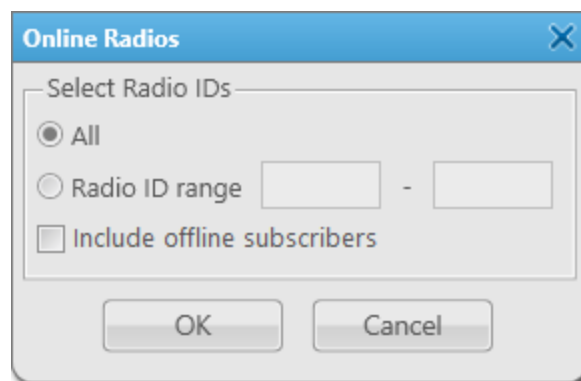 Online Radios
Select Radio IDs
All
Radio ID range -
Include offline subscribers
OK Cancel